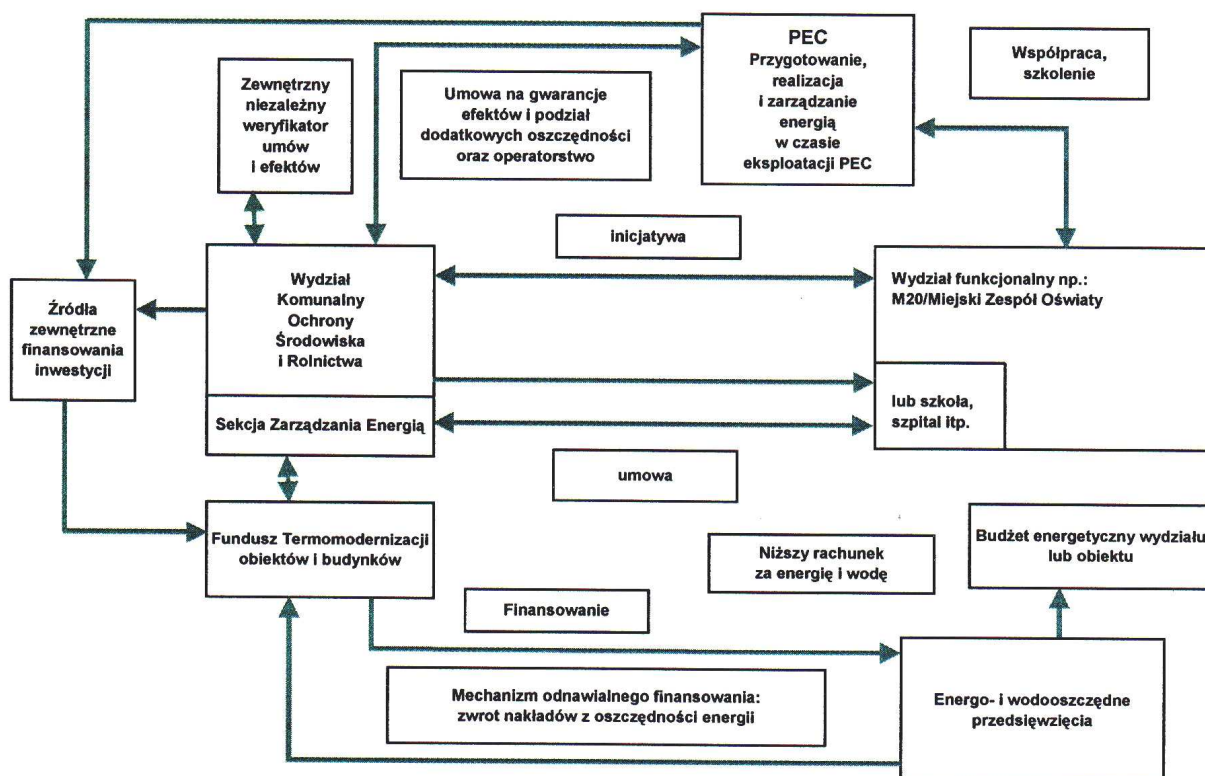 PEC
Przygotowanie,
realizacja
i zarządzanie
energią
w czasie
eksploatacji PEC
Współpraca,
szkolenie
Zewnętrzny
niezależny
weryfikator
umów
i efektów
Umowa na gwarancje
efektów i podział
dodatkowych oszczędności
oraz operatorstwo
inicjatywa
Wydział
Komunalny
Ochrony
Środowiska
i Rolnictwa
Wydział funkcjonalny np.:
M20/Miejski Zespół Oświaty
Źródła
zewnętrzne
finansowania
inwestycji
lub szkoła,
szpital itp.
Sekcja Zarządzania Energią
umowa
Fundusz Termomodernizacji
obiektów i budynków
Niższy rachunek
za energię i wodę
Budżet energetyczny wydziału
lub obiektu
Finansowanie
Mechanizm odnawialnego finansowania:
zwrot nakładów z oszczędności energii
Energo- i wodooszczędne
przedsięwzięcia